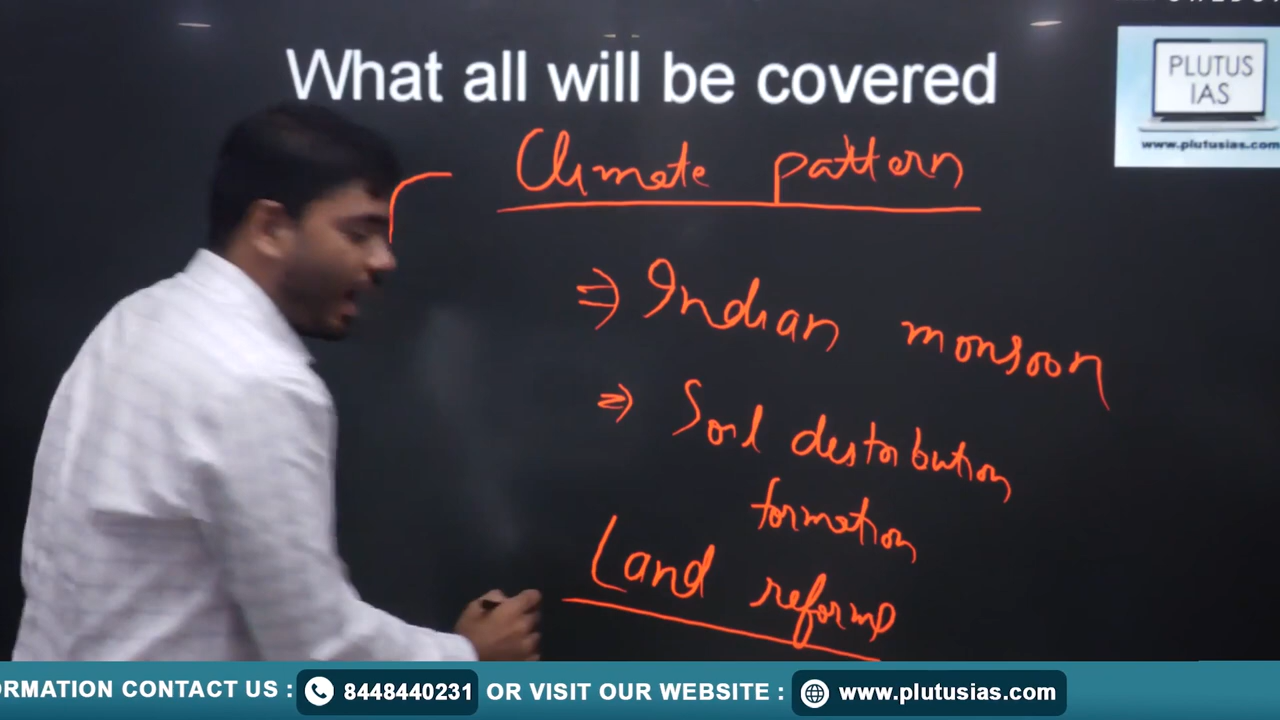 What all will be covered
PLUTUS
IAS
www.plutusias.com
Climate pattern
⇒ Indian monsoon
⇒ Soil distribution
formation
Land reforms
ORMATION CONTACT US : 8448440231 OR VISIT OUR WEBSITE : www.plutusias.com